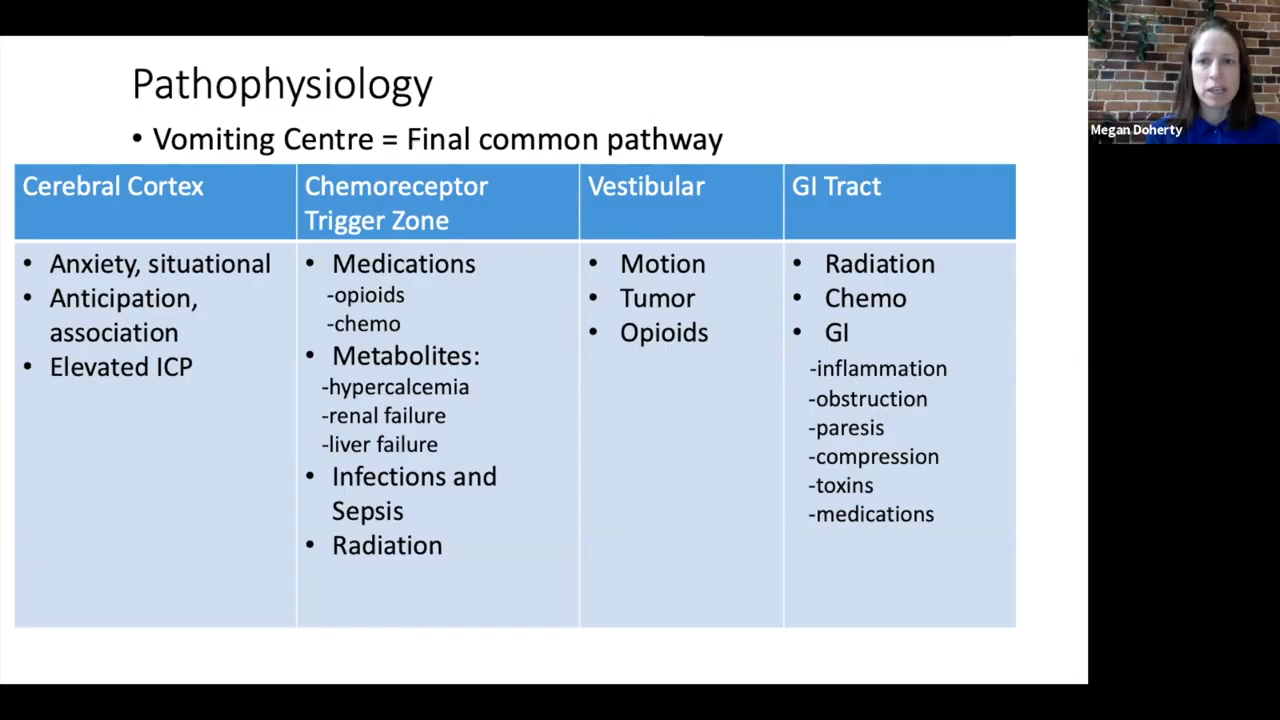 Pathophysiology
• Vomiting Centre = Final common pathway
Cerebral Cortex
• Anxiety, situational
• Anticipation,
association
• Elevated ICP
Chemoreceptor
Trigger Zone
• Medications
-opioids
-chemo
• Metabolites:
-hypercalcemia
-renal failure
-liver failure
• Infections and
Sepsis
• Radiation
Vestibular
• Motion
• Tumor
• Opioids
GI Tract
• Radiation
• Chemo
• GI
-inflammation
-obstruction
-paresis
-compression
-toxins
-medications
Megan Doherty